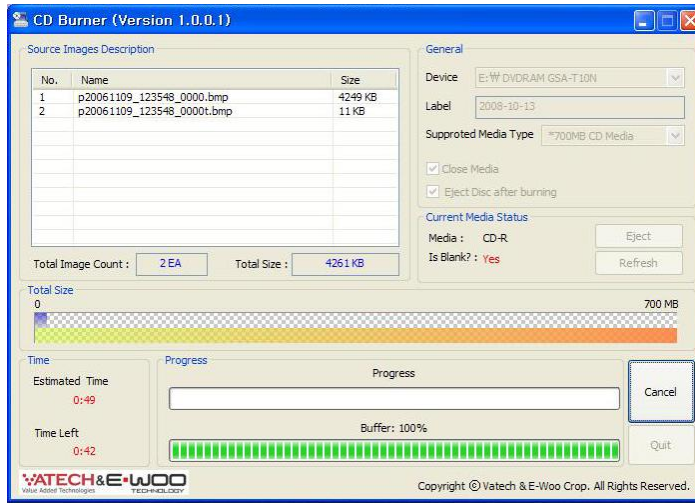 CD Burner (Version 1.0.0.1)
Source Images Description
No. Name Size
1 p20061109_123548_0000.bmp 4249 KB
2 p20061109_123548_0000t.bmp 11 KB
Total Image Count : 2 EA Total Size : 4261 KB
General
Device E:₩ DVDRAM GSA-T10N
Label 2008-10-13
Supproted Media Type *700MB CD Media
Close Media
Eject Disc after burning
Current Media Status
Media : CD-R Eject
Is Blank? : Yes Refresh
Total Size
0 700 MB
Time
Estimated Time
0:49
Time Left
0:42
Progress
Progress
Buffer: 100%
Cancel
Quit
VATECH&E-WOO
Value Added Technologies TECHNOLOGY
Copyright © Vatech & E-Woo Crop. All Rights Reserved.